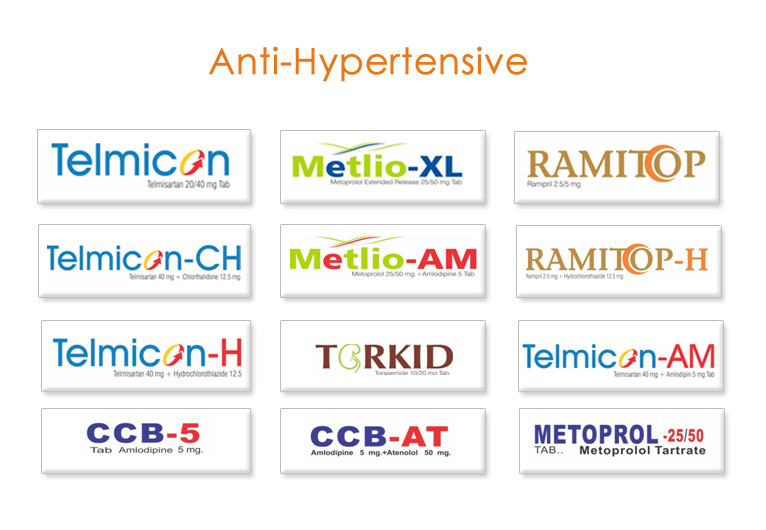 Anti-Hypertensive
Telmicon
Telmisartan 20/40 mg Tab
Metlio-XL
Metoprolol Extended Release 25/50 mg Tab
RAMITOP
Ramipril 2.5/5 mg
Telmicon-CH
Telmisartan 40 mg + Chlorthalidone 12.5 mg
Metlio-AM
Metoprolol 25/50 mg +Amlodipine 5 Tab
RAMITOP-H
Ramipril 2.5 mg + Hydrochlorothazide 12.5 mg
Telmicon-H
Telmisartan 40 mg + Hydrochlorothiazide 12.5
TORKID
Torasemide 10/20 mg Tab
Telmicon-AM
Telmisartan 40 mg + Amlodipin 5 mg Tab
CCB-5
Tab Amlodipine 5 mg.
CCB-AT
Amlodipine 5 mg.+Atenolol 50 mg.
METOPROL -25/50
TAB.. Metoprolol Tartrate